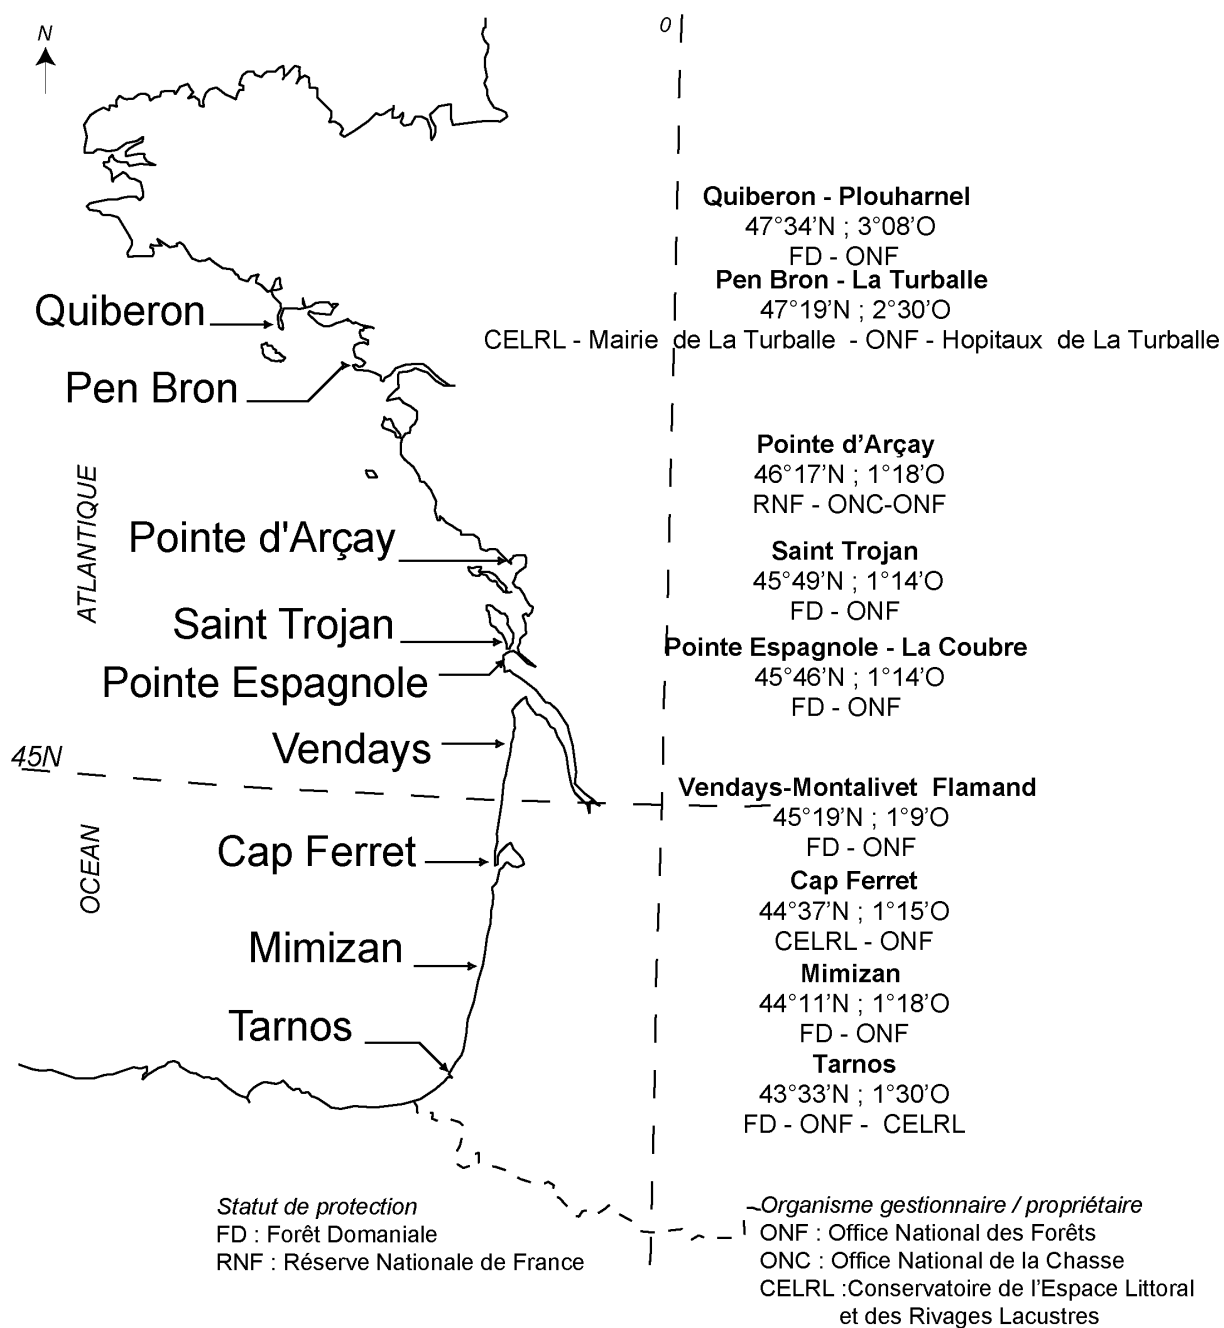 N
0
Quiberon - Plouharnel
47°34’N ; 3°08’O
FD - ONF
Pen Bron - La Turballe
47°19’N ; 2°30’O
CELRL - Mairie de La Turballe - ONF - Hopitaux de La Turballe
Quiberon
Pen Bron
Pointe d’Arçay
46°17’N ; 1°18’O
RNF - ONC-ONF
ATLANTIQUE
Pointe d'Arçay
Saint Trojan
45°49’N ; 1°14’O
FD - ONF
Saint Trojan
Pointe Espagnole - La Coubre
45°46’N ; 1°14’O
FD - ONF
Pointe Espagnole
Vendays
45N
Vendays-Montalivet Flamand
45°19’N ; 1°9’O
FD - ONF
OCEAN
Cap Ferret
Cap Ferret
44°37’N ; 1°15’O
CELRL - ONF
Mimizan
Mimizan
44°11’N ; 1°18’O
FD - ONF
Tarnos
Tarnos
43°33’N ; 1°30’O
FD - ONF - CELRL
Statut de protection
FD : Forêt Domaniale
RNF : Réserve Nationale de France
Organisme gestionnaire / propriétaire
ONF : Office National des Forêts
ONC : Office National de la Chasse
CELRL :Conservatoire de l’Espace Littoral
et des Rivages Lacustres